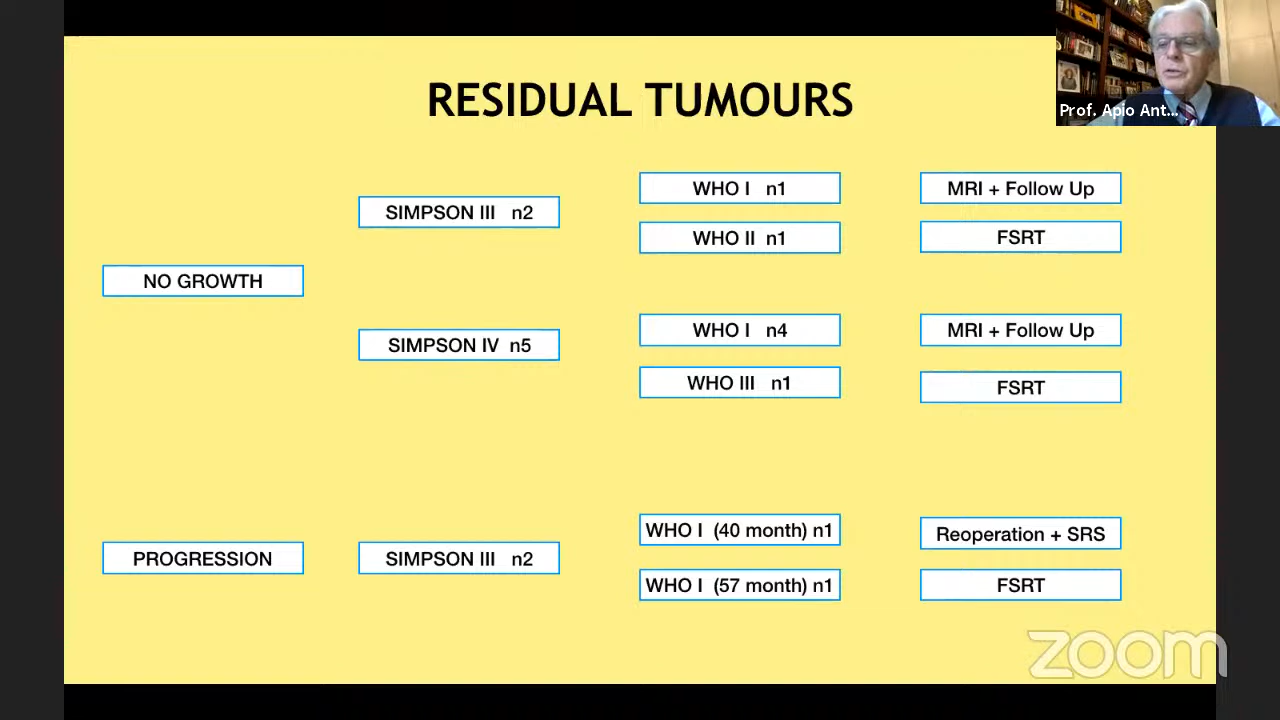 RESIDUAL TUMOURS
Prof. Apio Ant...
NO GROWTH
SIMPSON III n2
WHO I n1
MRI + Follow Up
WHO II n1
FSRT
SIMPSON IV n5
WHO I n4
MRI + Follow Up
WHO III n1
FSRT
PROGRESSION
SIMPSON III n2
WHO I (40 month) n1
Reoperation + SRS
WHO I (57 month) n1
FSRT
zoom